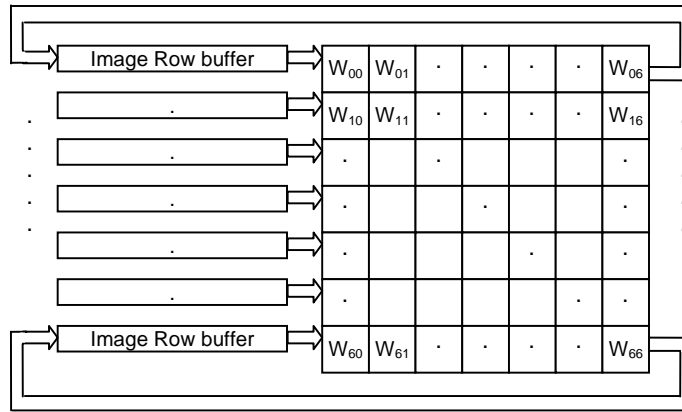 Image Row buffer W₀₀ W₀₁ . . . . W₀₆
. W₁₀ W₁₁ . . . . W₁₆
. . . .
. . . .
. . . .
. . . .
Image Row buffer W₆₀ W₆₁ . . . . W₆₆